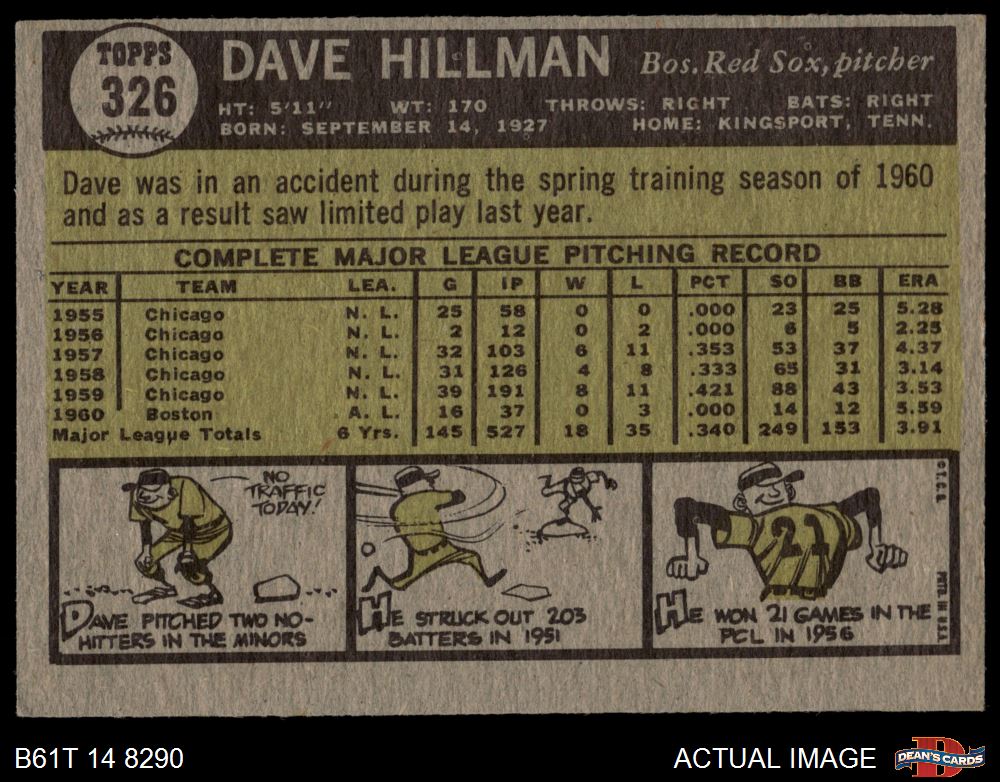 TOPPS
326
DAVE HILLMAN Bos. Red Sox, pitcher
HT: 5'11" WT: 170 THROWS: RIGHT BATS: RIGHT
BORN: SEPTEMBER 14, 1927 HOME: KINGSPORT, TENN.
Dave was in an accident during the spring training season of 1960
and as a result saw limited play last year.
COMPLETE MAJOR LEAGUE PITCHING RECORD
YEAR TEAM LEA. G IP W L PCT SO BB ERA
1955 Chicago N. L. 25 58 0 0 .000 23 25 5.28
1956 Chicago N. L. 2 12 0 2 .000 6 5 2.25
1957 Chicago N. L. 32 103 6 11 .353 53 37 4.37
1958 Chicago N. L. 31 126 4 8 .333 65 31 3.14
1959 Chicago N. L. 39 191 8 11 .421 88 43 3.53
1960 Boston A. L. 16 37 0 3 .000 14 12 5.59
Major League Totals 6 Yrs. 145 527 18 35 .340 249 153 3.91
NO
TRAFFIC
TODAY!
DAVE PITCHED TWO NO-
HITTERS IN THE MINORS
HE STRUCK OUT 203
BATTERS IN 1951
21
HE WON 21 GAMES IN THE
PCL IN 1956
© T.C.G. PRTD. IN U.S.A.
B61T 14 8290 ACTUAL IMAGE
D
DEAN'S CARDS